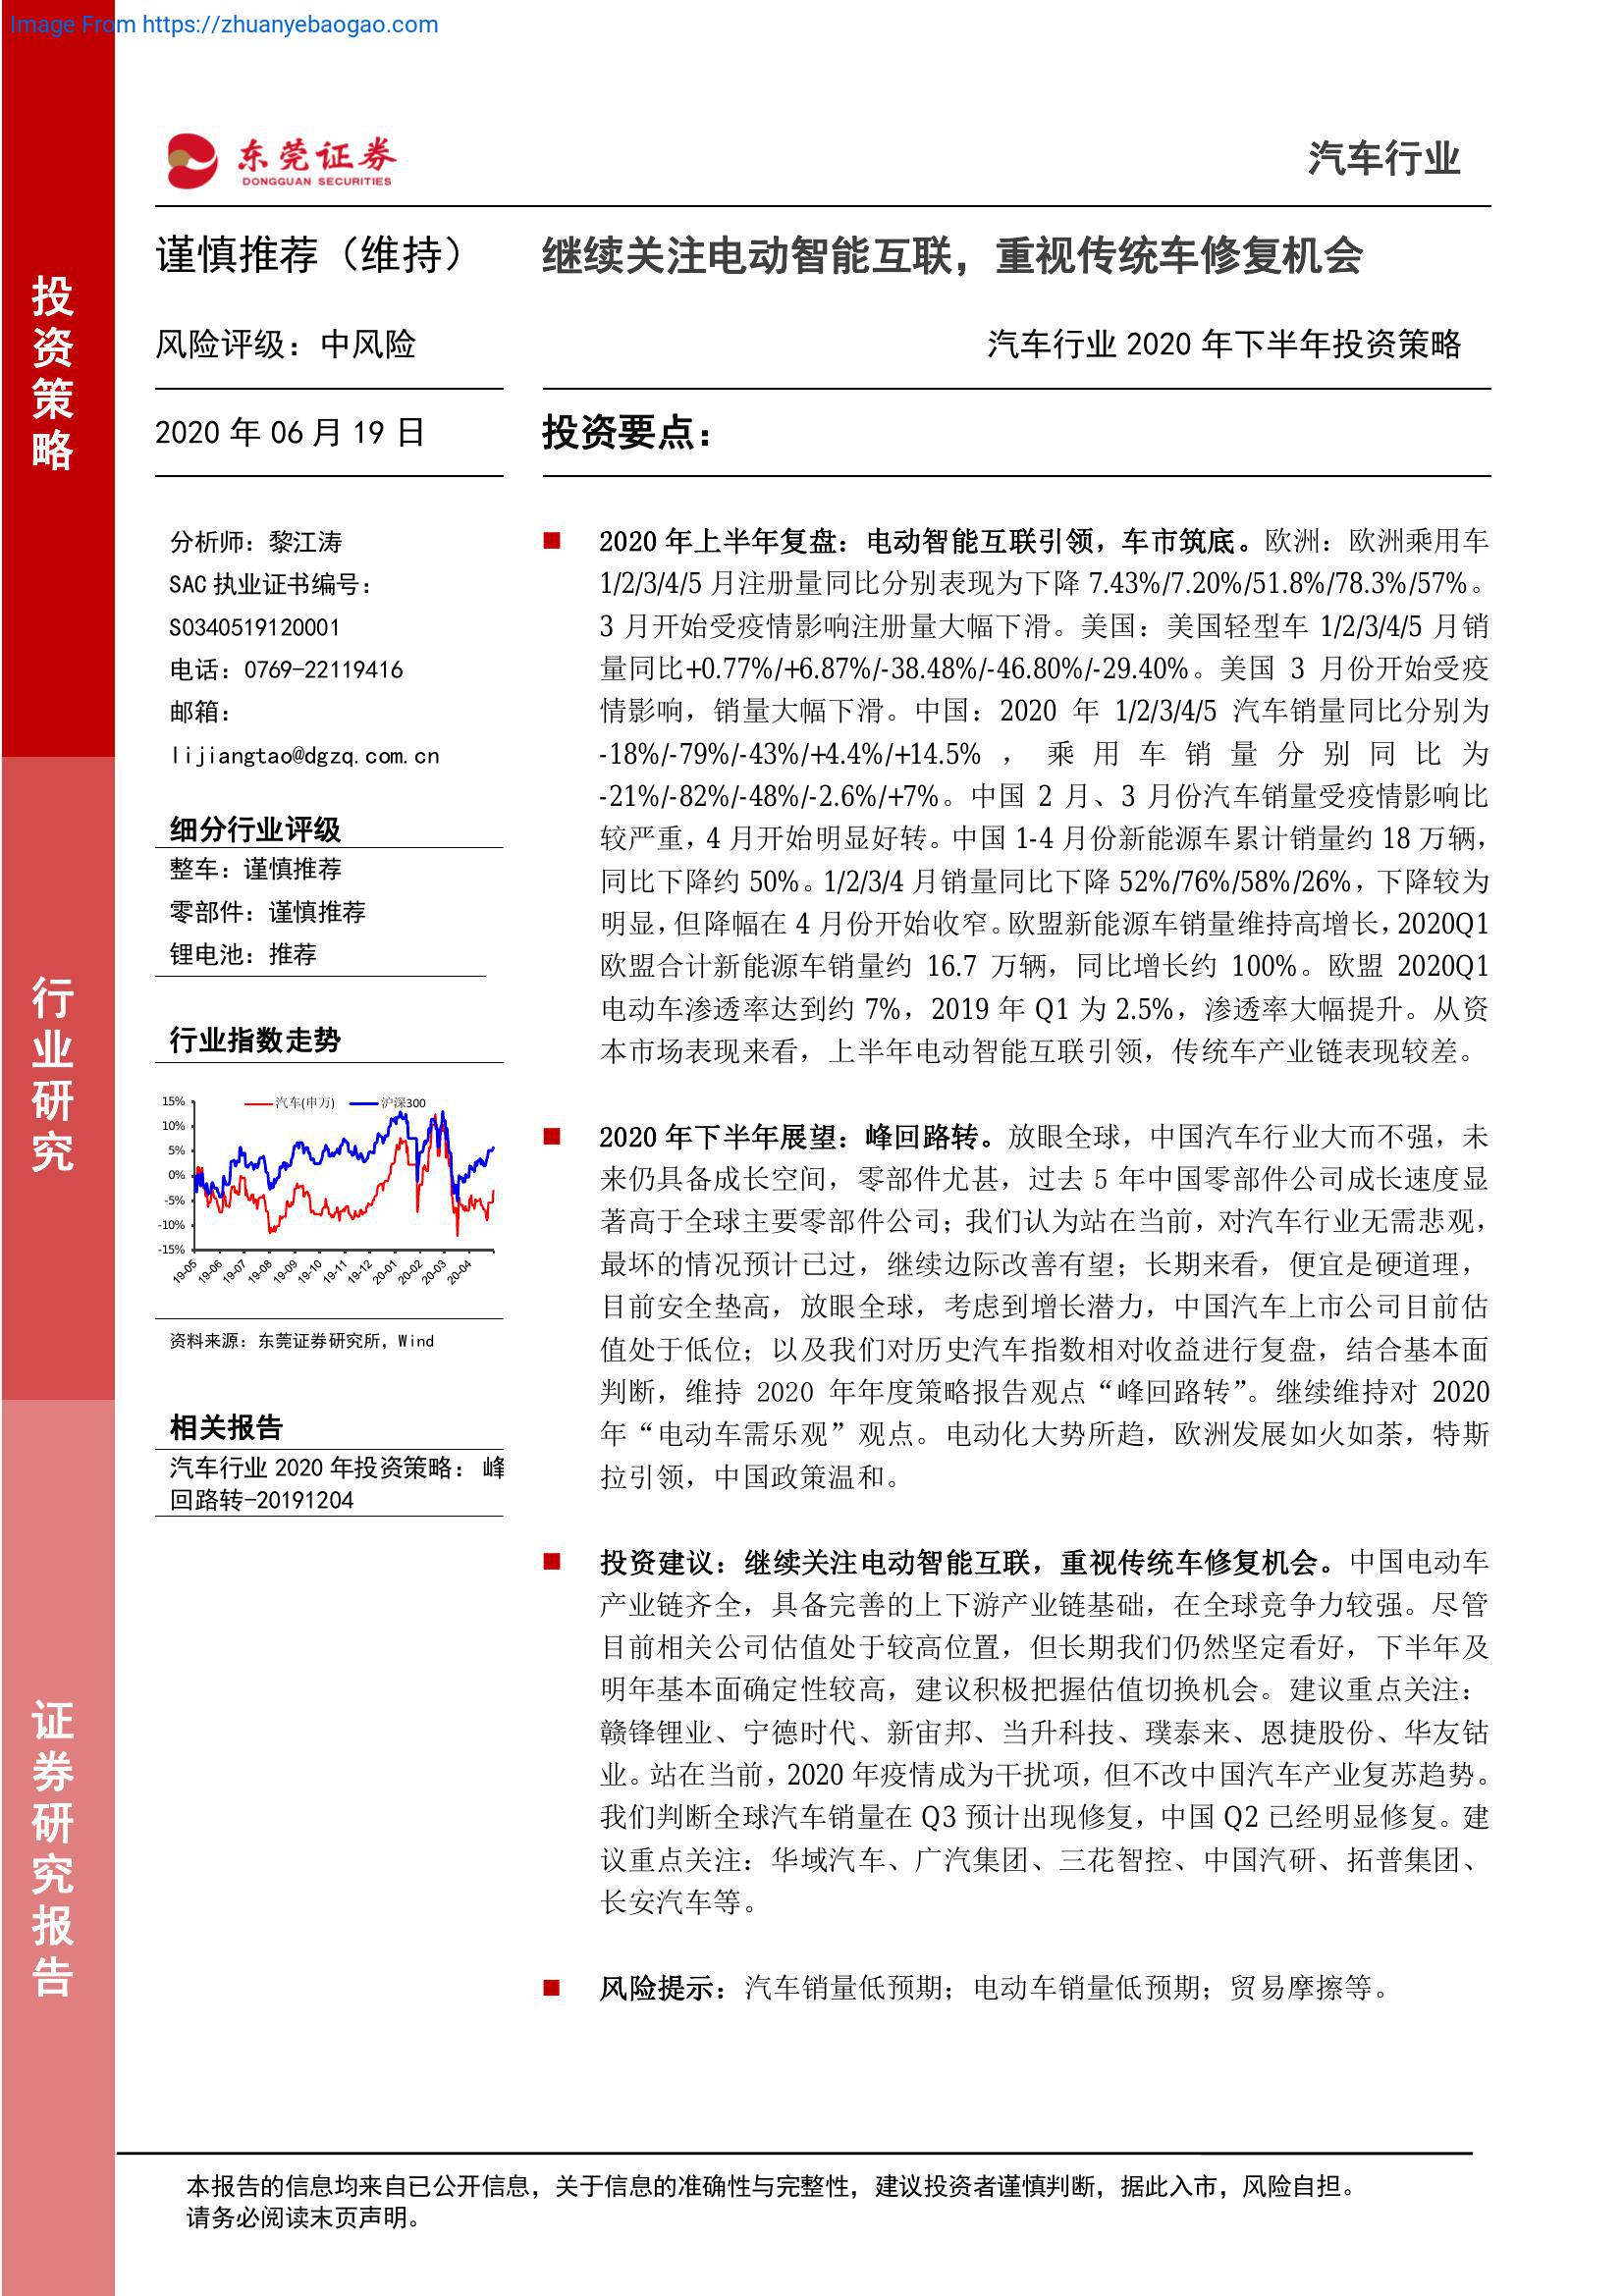 Image From https://zhuanyebaogao.com
投资策略
行业研究
证券研究报告
东莞证券
DONGGUAN SECURITIES
汽车行业
谨慎推荐（维持）
继续关注电动智能互联，重视传统车修复机会
风险评级：中风险
汽车行业 2020 年下半年投资策略
2020 年 06 月 19 日
投资要点：
分析师：黎江涛
SAC 执业证书编号：
S0340519120001
电话：0769-22119416
邮箱：
lijiangtao@dgzq.com.cn
细分行业评级
整车：谨慎推荐
零部件：谨慎推荐
锂电池：推荐
行业指数走势
汽车(申万) 沪深300
15%
10%
5%
0%
-5%
-10%
-15%
19-05 19-06 19-07 19-08 19-09 19-10 19-11 19-12 20-01 20-02 20-03 20-04
资料来源：东莞证券研究所，Wind
相关报告
汽车行业 2020 年投资策略： 峰
回路转-20191204
■ 2020 年上半年复盘：电动智能互联引领，车市筑底。欧洲：欧洲乘用车
1/2/3/4/5 月注册量同比分别表现为下降 7.43%/7.20%/51.8%/78.3%/57%。
3 月开始受疫情影响注册量大幅下滑。美国：美国轻型车 1/2/3/4/5 月销
量同比+0.77%/+6.87%/-38.48%/-46.80%/-29.40%。美国 3 月份开始受疫
情影响，销量大幅下滑。中国：2020 年 1/2/3/4/5 汽车销量同比分别为
-18%/-79%/-43%/+4.4%/+14.5%，乘用车销量分别同比为
-21%/-82%/-48%/-2.6%/+7%。中国 2 月、3 月份汽车销量受疫情影响比
较严重，4 月开始明显好转。中国 1-4 月份新能源车累计销量约 18 万辆，
同比下降约 50%。1/2/3/4 月销量同比下降 52%/76%/58%/26%，下降较为
明显，但降幅在 4 月份开始收窄。欧盟新能源车销量维持高增长，2020Q1
欧盟合计新能源车销量约 16.7 万辆，同比增长约 100%。欧盟 2020Q1
电动车渗透率达到约 7%，2019 年 Q1 为 2.5%，渗透率大幅提升。从资
本市场表现来看，上半年电动智能互联引领，传统车产业链表现较差。
■ 2020 年下半年展望：峰回路转。放眼全球，中国汽车行业大而不强，未
来仍具备成长空间，零部件尤甚，过去 5 年中国零部件公司成长速度显
著高于全球主要零部件公司；我们认为站在当前，对汽车行业无需悲观，
最坏的情况预计已过，继续边际改善有望；长期来看，便宜是硬道理，
目前安全垫高，放眼全球，考虑到增长潜力，中国汽车上市公司目前估
值处于低位；以及我们对历史汽车指数相对收益进行复盘，结合基本面
判断，维持 2020 年年度策略报告观点“峰回路转”。继续维持对 2020
年“电动车需乐观”观点。电动化大势所趋，欧洲发展如火如荼，特斯
拉引领，中国政策温和。
■ 投资建议：继续关注电动智能互联，重视传统车修复机会。中国电动车
产业链齐全，具备完善的上下游产业链基础，在全球竞争力较强。尽管
目前相关公司估值处于较高位置，但长期我们仍然坚定看好，下半年及
明年基本面确定性较高，建议积极把握估值切换机会。建议重点关注：
赣锋锂业、宁德时代、新宙邦、当升科技、璞泰来、恩捷股份、华友钴
业。站在当前，2020 年疫情成为干扰项，但不改中国汽车产业复苏趋势。
我们判断全球汽车销量在 Q3 预计出现修复，中国 Q2 已经明显修复。建
议重点关注：华域汽车、广汽集团、三花智控、中国汽研、拓普集团、
长安汽车等。
■ 风险提示：汽车销量低预期；电动车销量低预期；贸易摩擦等。
本报告的信息均来自已公开信息，关于信息的准确性与完整性，建议投资者谨慎判断，据此入市，风险自担。
请务必阅读末页声明。